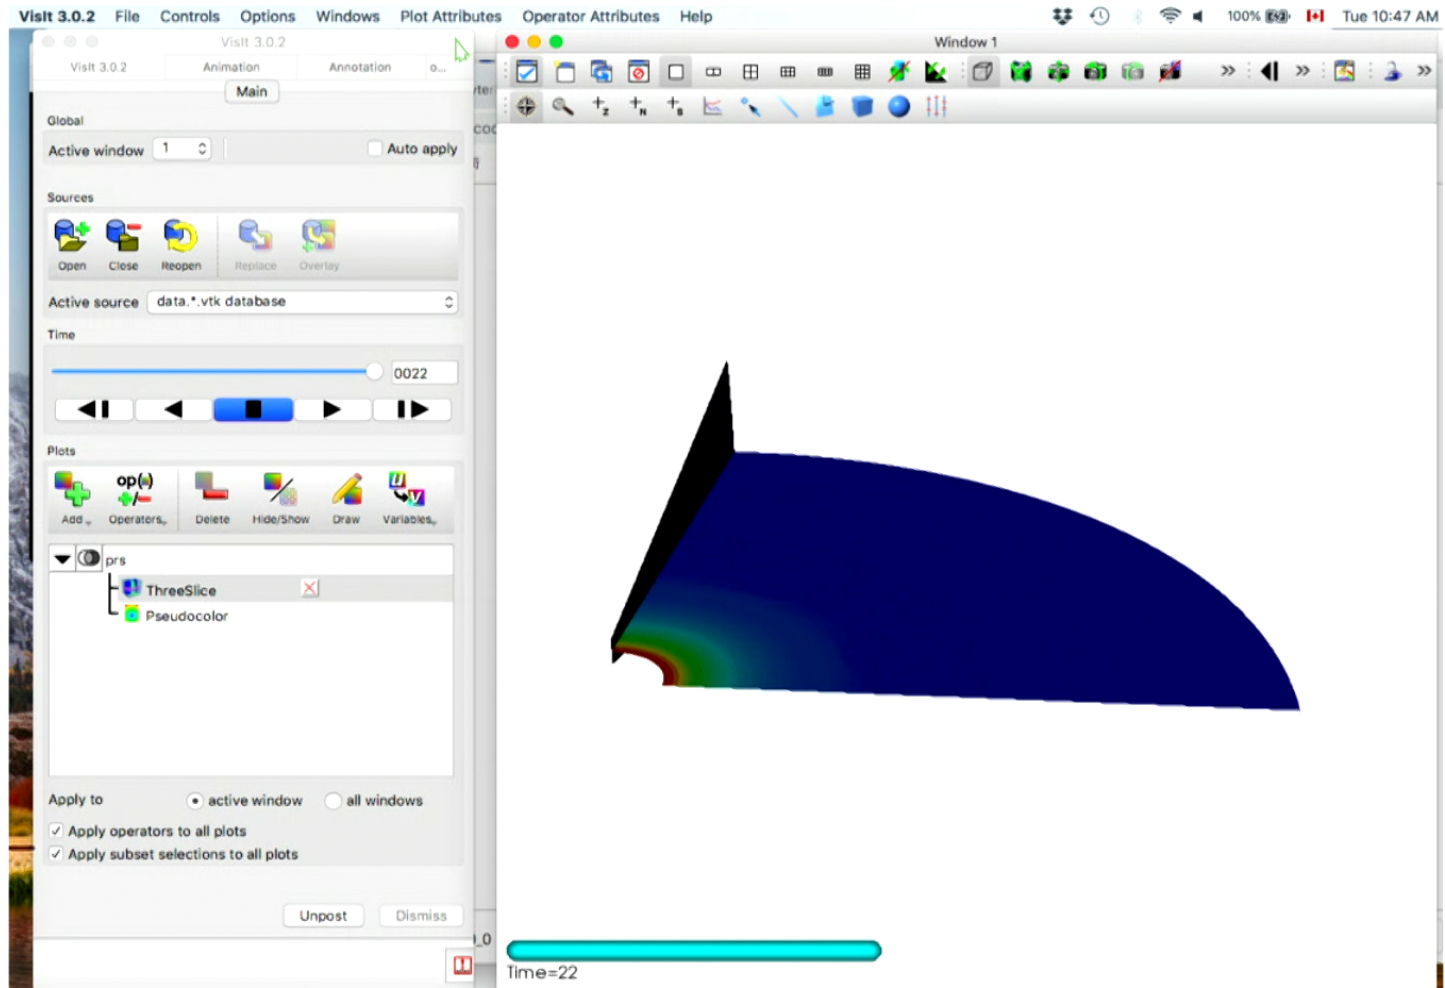 VisIt 3.0.2 File Controls Options Windows Plot Attributes Operator Attributes Help 100% Tue 10:47 AM
VisIt 3.0.2
VisIt 3.0.2 Animation Annotation o...
Main
Global
Active window 1 Auto apply
Sources
Open Close Reopen Replace Overlay
Active source data.*.vtk database
Time
0022
Plots
op(
Add Operators Delete Hide/Show Draw Variables
prs
ThreeSlice
Pseudocolor
Apply to active window all windows
Apply operators to all plots
Apply subset selections to all plots
Unpost Dismiss
Window 1
Z N S
Time=22